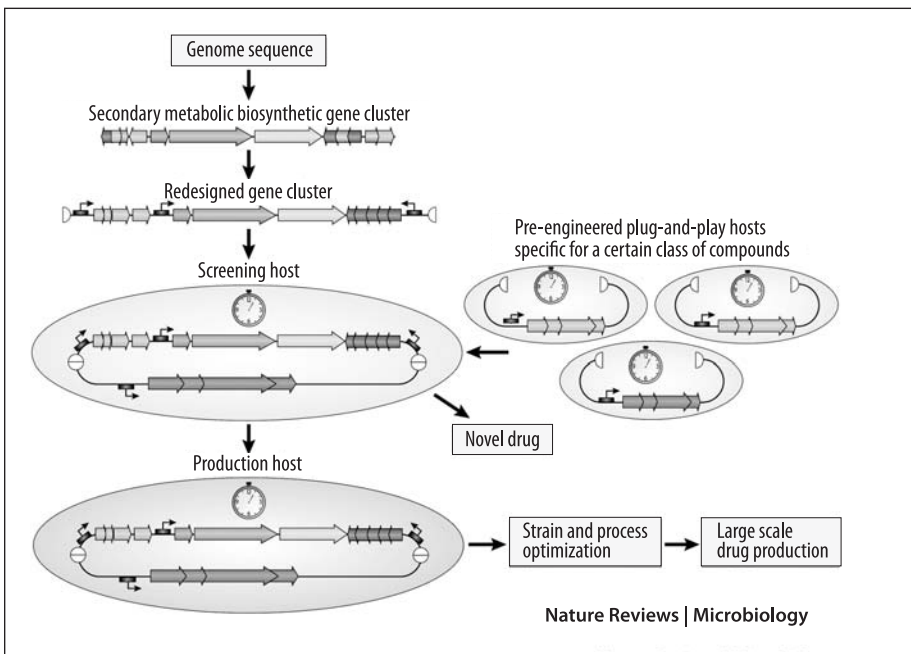 Genome sequence
Secondary metabolic biosynthetic gene cluster
Redesigned gene cluster
Pre-engineered plug-and-play hosts
specific for a certain class of compounds
Screening host
Novel drug
Production host
Strain and process
optimization
Large scale
drug production
Nature Reviews | Microbiology